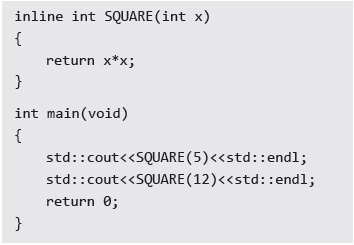 inline int SQUARE(int x)
{
    return x*x;
}
int main(void)
{
    std::cout<<SQUARE(5)<<std::endl;
    std::cout<<SQUARE(12)<<std::endl;
    return 0;
}